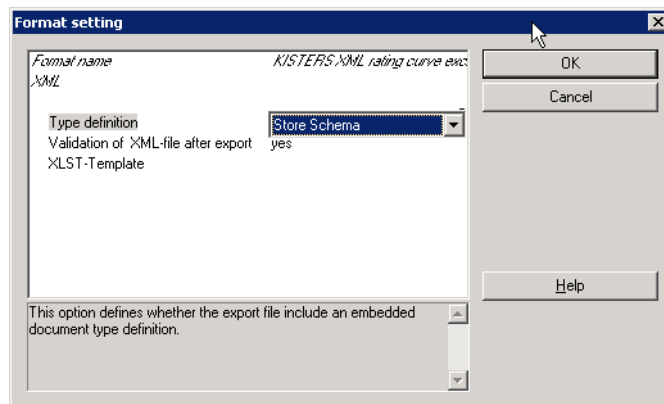 Format setting
Format name KISTERS XML rating curve exc
XML
Type definition Store Schema
Validation of XML-file after export yes
XLST-Template
This option defines whether the export file include an embedded
document type definition.
OK
Cancel
Help